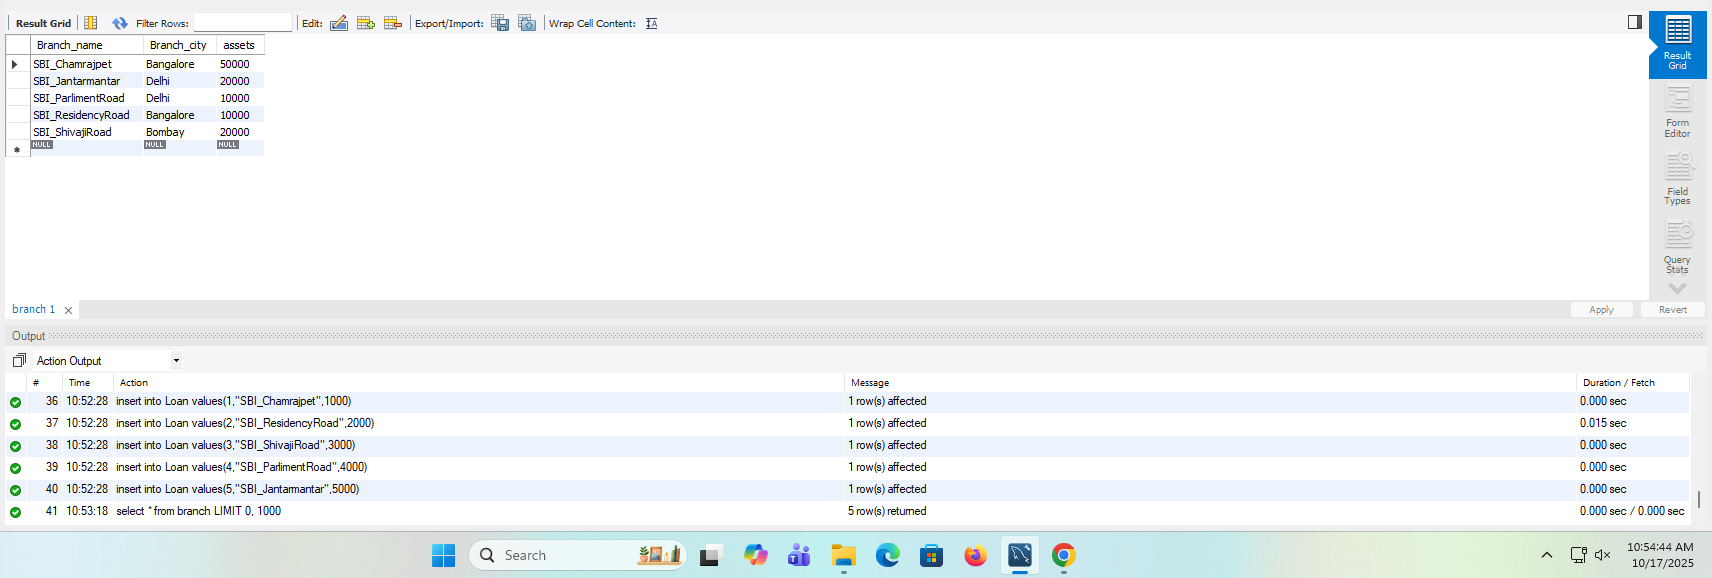 Result Grid Filter Rows: Edit: Export/Import: Wrap Cell Content: IA
Branch_name Branch_city assets
SBI_Chamrajpet Bangalore 50000
SBI_Jantarmantar Delhi 20000
SBI_ParlimentRoad Delhi 10000
SBI_ResidencyRoad Bangalore 10000
SBI_ShivajiRoad Bombay 20000
NULL NULL NULL
Result
Grid
Form
Editor
Field
Types
Query
Stats
branch 1
Apply Revert
Output
Action Output
# Time Action Message Duration / Fetch
36 10:52:28 insert into Loan values(1,"SBI_Chamrajpet",1000) 1 row(s) affected 0.000 sec
37 10:52:28 insert into Loan values(2,"SBI_ResidencyRoad",2000) 1 row(s) affected 0.015 sec
38 10:52:28 insert into Loan values(3,"SBI_ShivajiRoad",3000) 1 row(s) affected 0.000 sec
39 10:52:28 insert into Loan values(4,"SBI_ParlimentRoad",4000) 1 row(s) affected 0.000 sec
40 10:52:28 insert into Loan values(5,"SBI_Jantarmantar",5000) 1 row(s) affected 0.000 sec
41 10:53:18 select * from branch LIMIT 0, 1000 5 row(s) returned 0.000 sec / 0.000 sec
Search
10:54:44 AM
10/17/2025